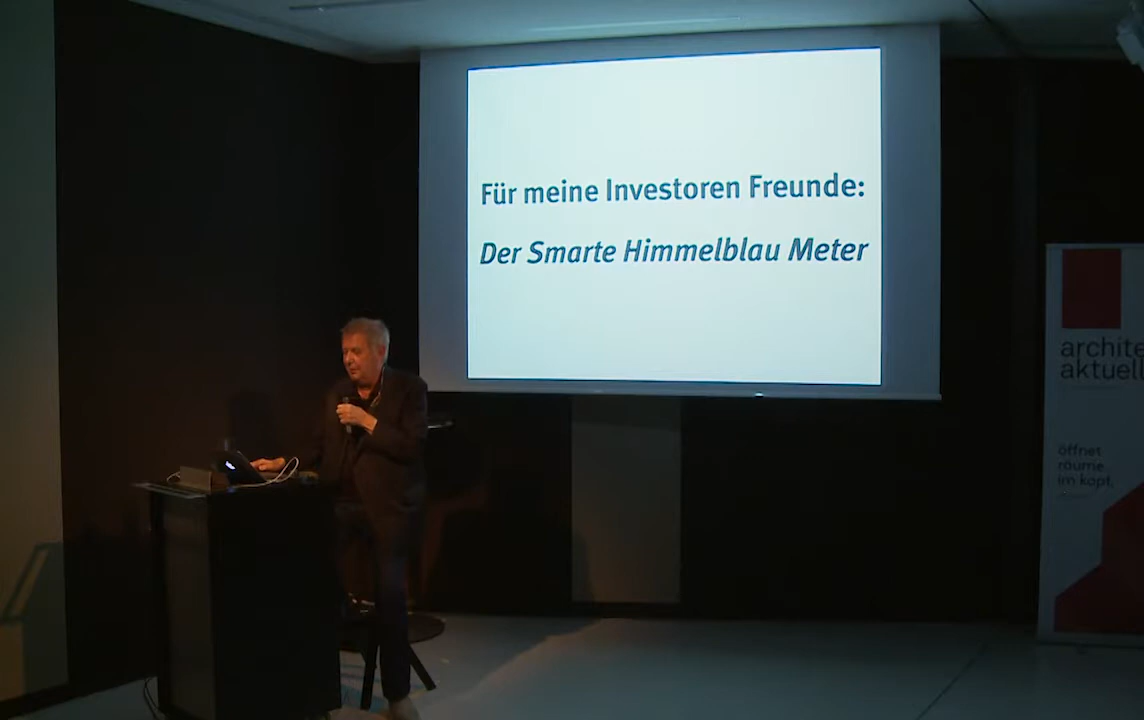 Für meine Investoren Freunde:
Der Smarte Himmelblau Meter
archite
aktuell
öffnet
räume
im kopf.